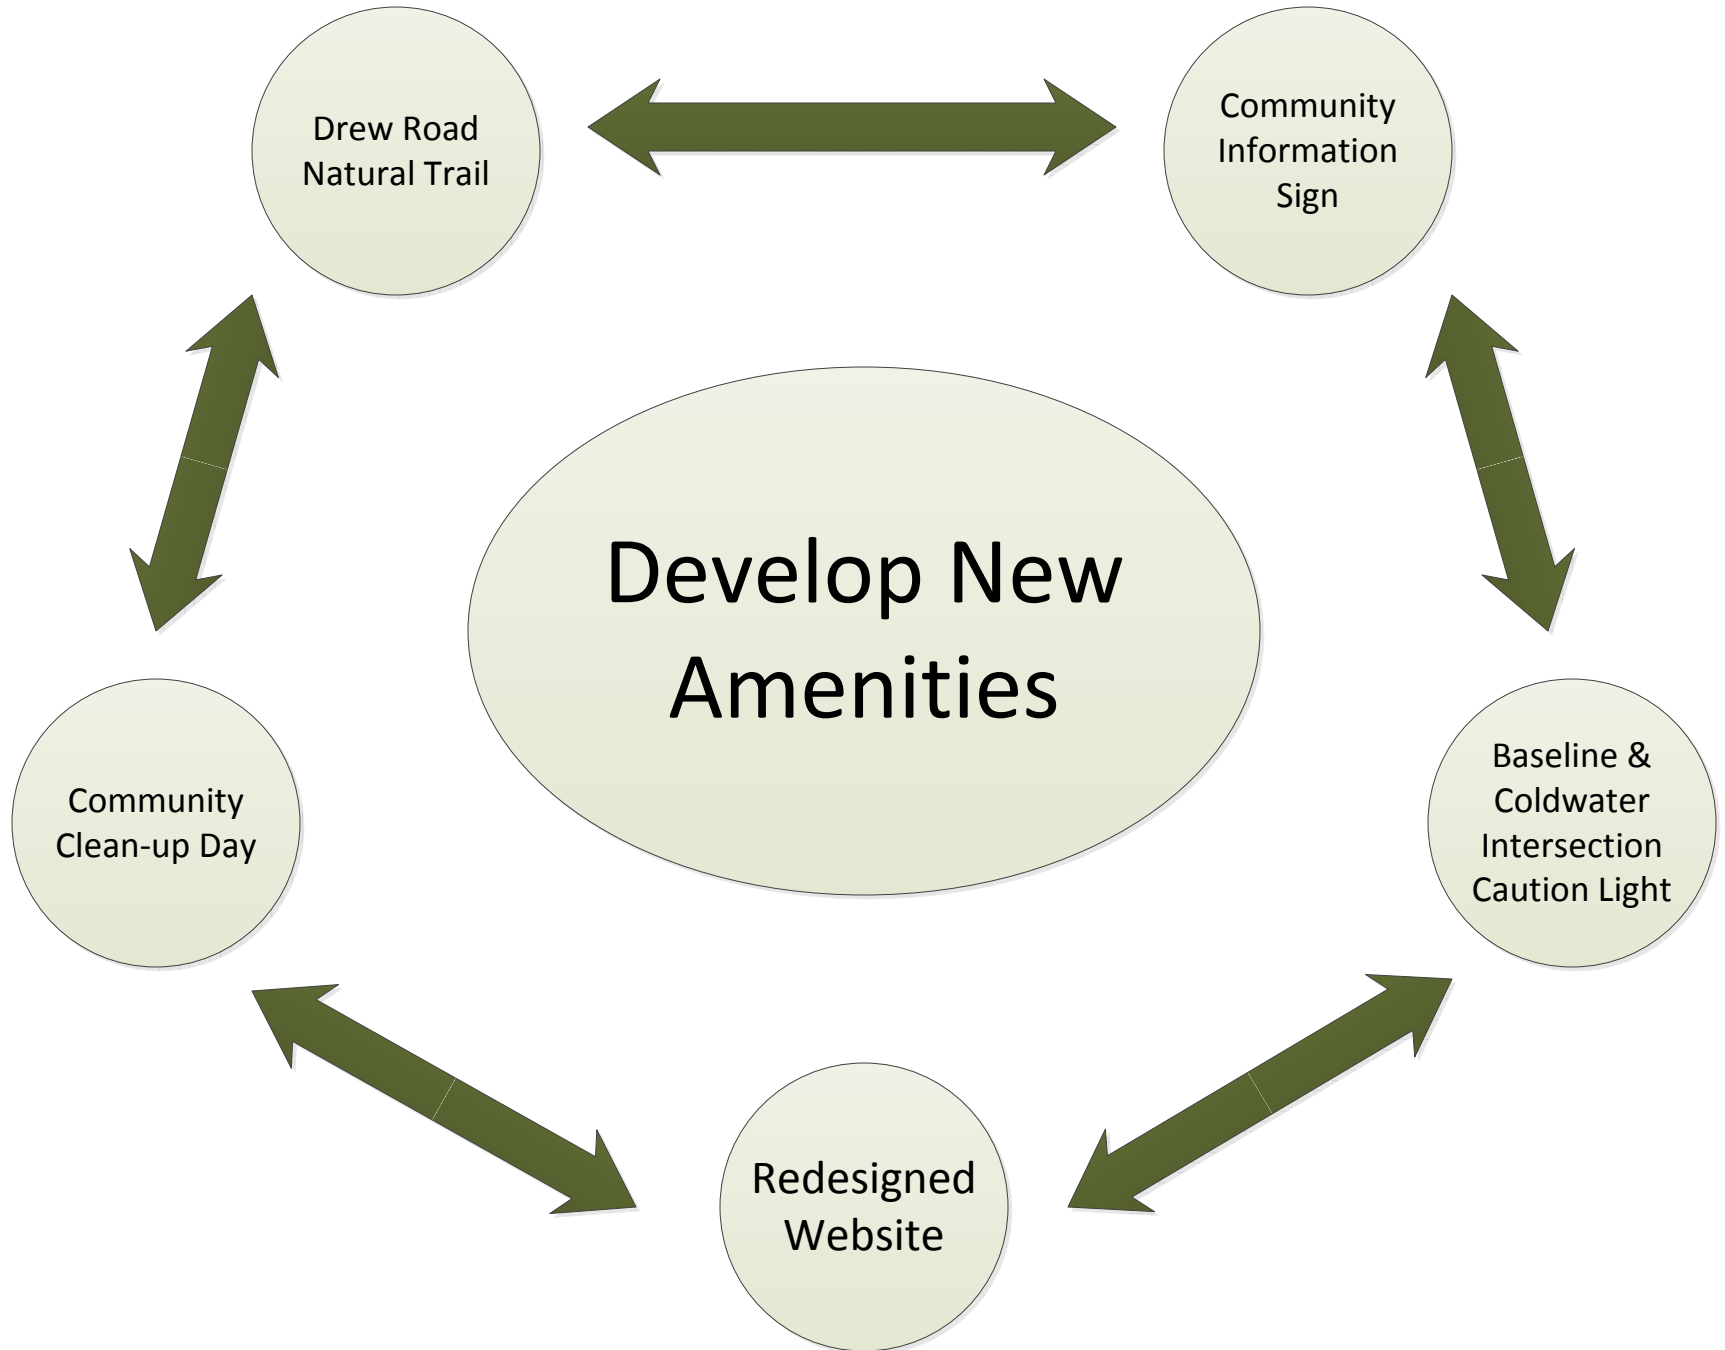 Drew Road
Natural Trail
Community
Information
Sign
Develop New
Amenities
Community
Clean-up Day
Baseline &
Coldwater
Intersection
Caution Light
Redesigned
Website